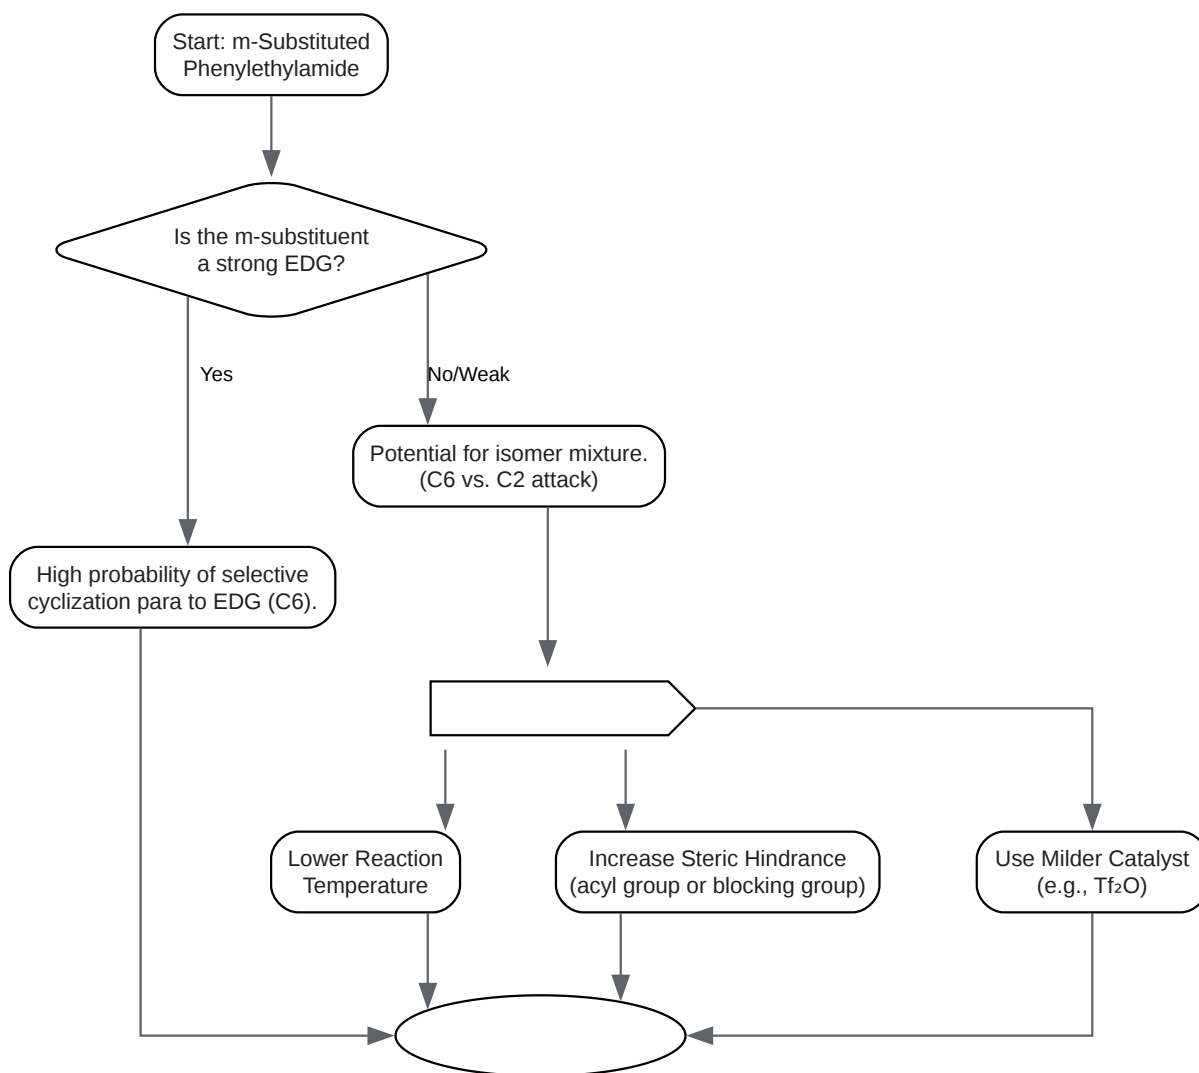 Start: m-Substituted
Phenylethylamide
Is the m-substituent
a strong EDG?
Yes
No/Weak
Potential for isomer mixture.
(C6 vs. C2 attack)
High probability of selective
cyclization para to EDG (C6).
Lower Reaction
Temperature
Increase Steric Hindrance
(acyl group or blocking group)
Use Milder Catalyst
(e.g., Tf₂O)